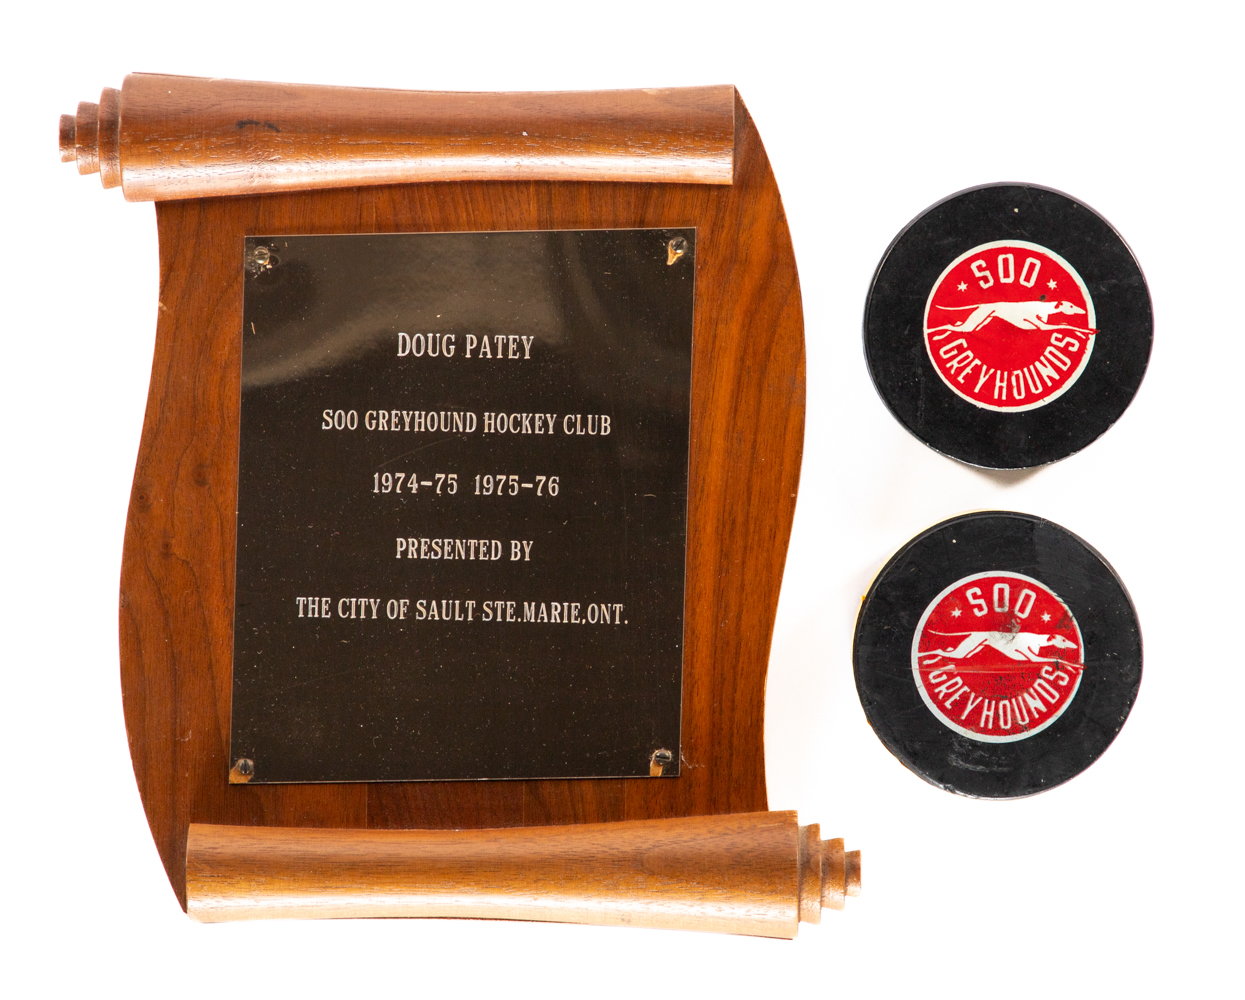 DOUG PATEY
SOO GREYHOUND HOCKEY CLUB
1974-75 1975-76
PRESENTED BY
THE CITY OF SAULT STE.MARIE,ONT.
SOO
GREYHOUNDS
SOO
GREYHOUNDS